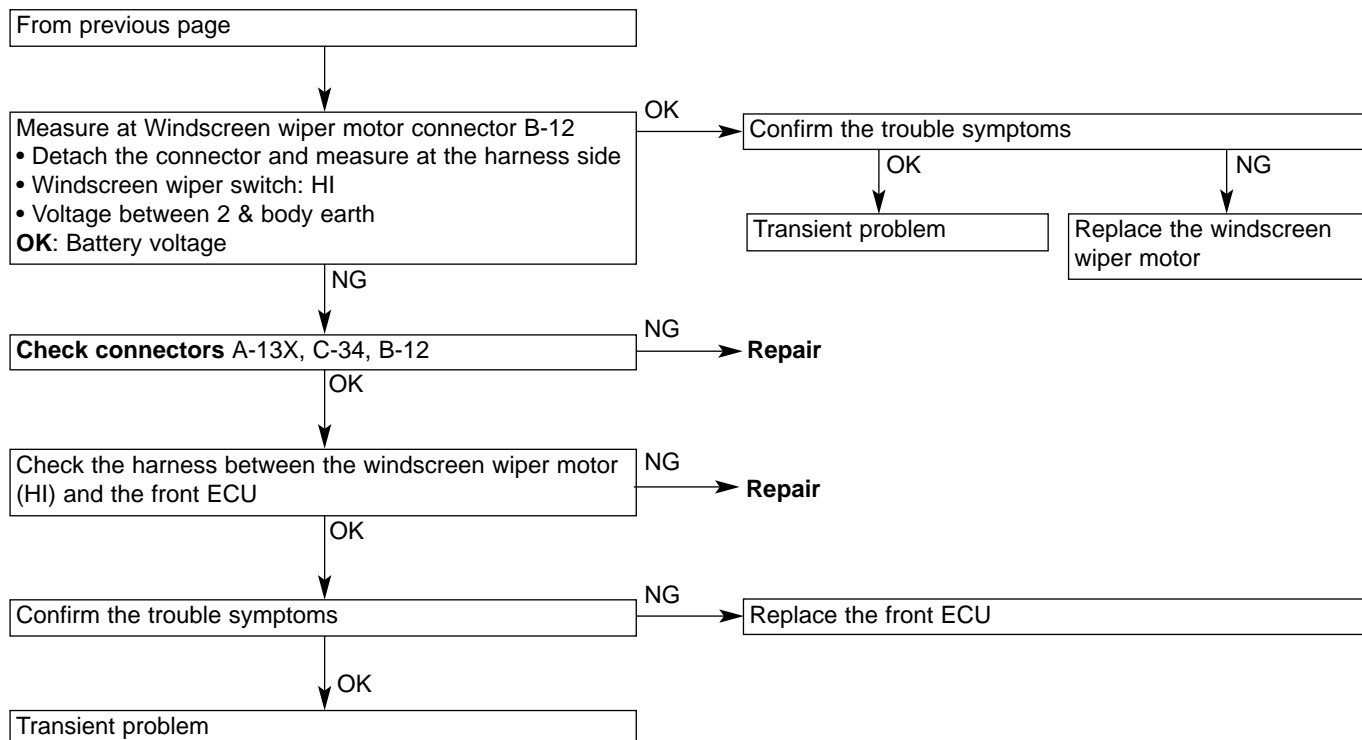 From previous page
Measure at Windscreen wiper motor connector B-12
• Detach the connector and measure at the harness side
• Windscreen wiper switch: HI
• Voltage between 2 & body earth
OK: Battery voltage
OK
Confirm the trouble symptoms
OK
NG
Transient problem
Replace the windscreen
wiper motor
NG
Check connectors A-13X, C-34, B-12
NG
Repair
OK
Check the harness between the windscreen wiper motor
(HI) and the front ECU
NG
Repair
OK
Confirm the trouble symptoms
NG
Replace the front ECU
OK
Transient problem